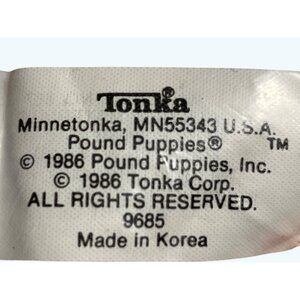 Tonka
Minnetonka, MN55343 U.S.A.
Pound Puppies® ™
© 1986 Pound Puppies, Inc.
© 1986 Tonka Corp.
ALL RIGHTS RESERVED.
9685
Made in Korea